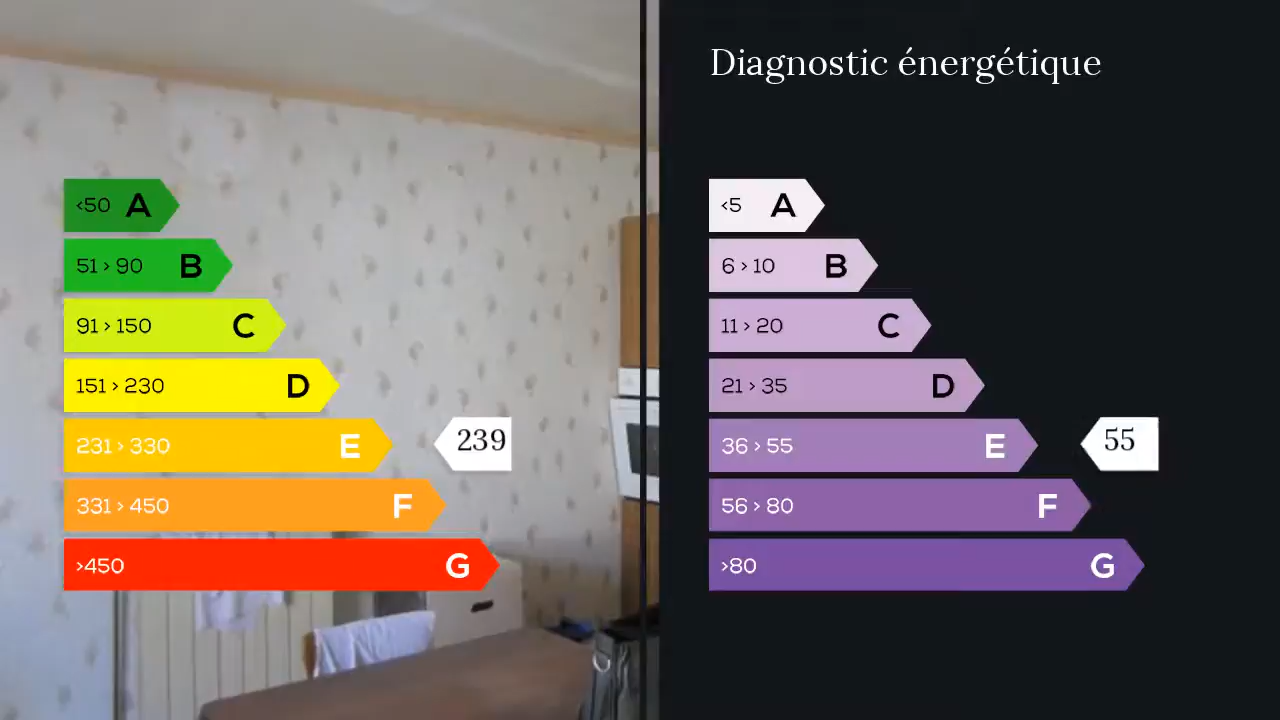 Diagnostic énergétique
<50 A
51 > 90 B
91 > 150 C
151 > 230 D
231 > 330 E
239
331 > 450 F
>450 G
<5 A
6 > 10 B
11 > 20 C
21 > 35 D
36 > 55 E
55
56 > 80 F
>80 G